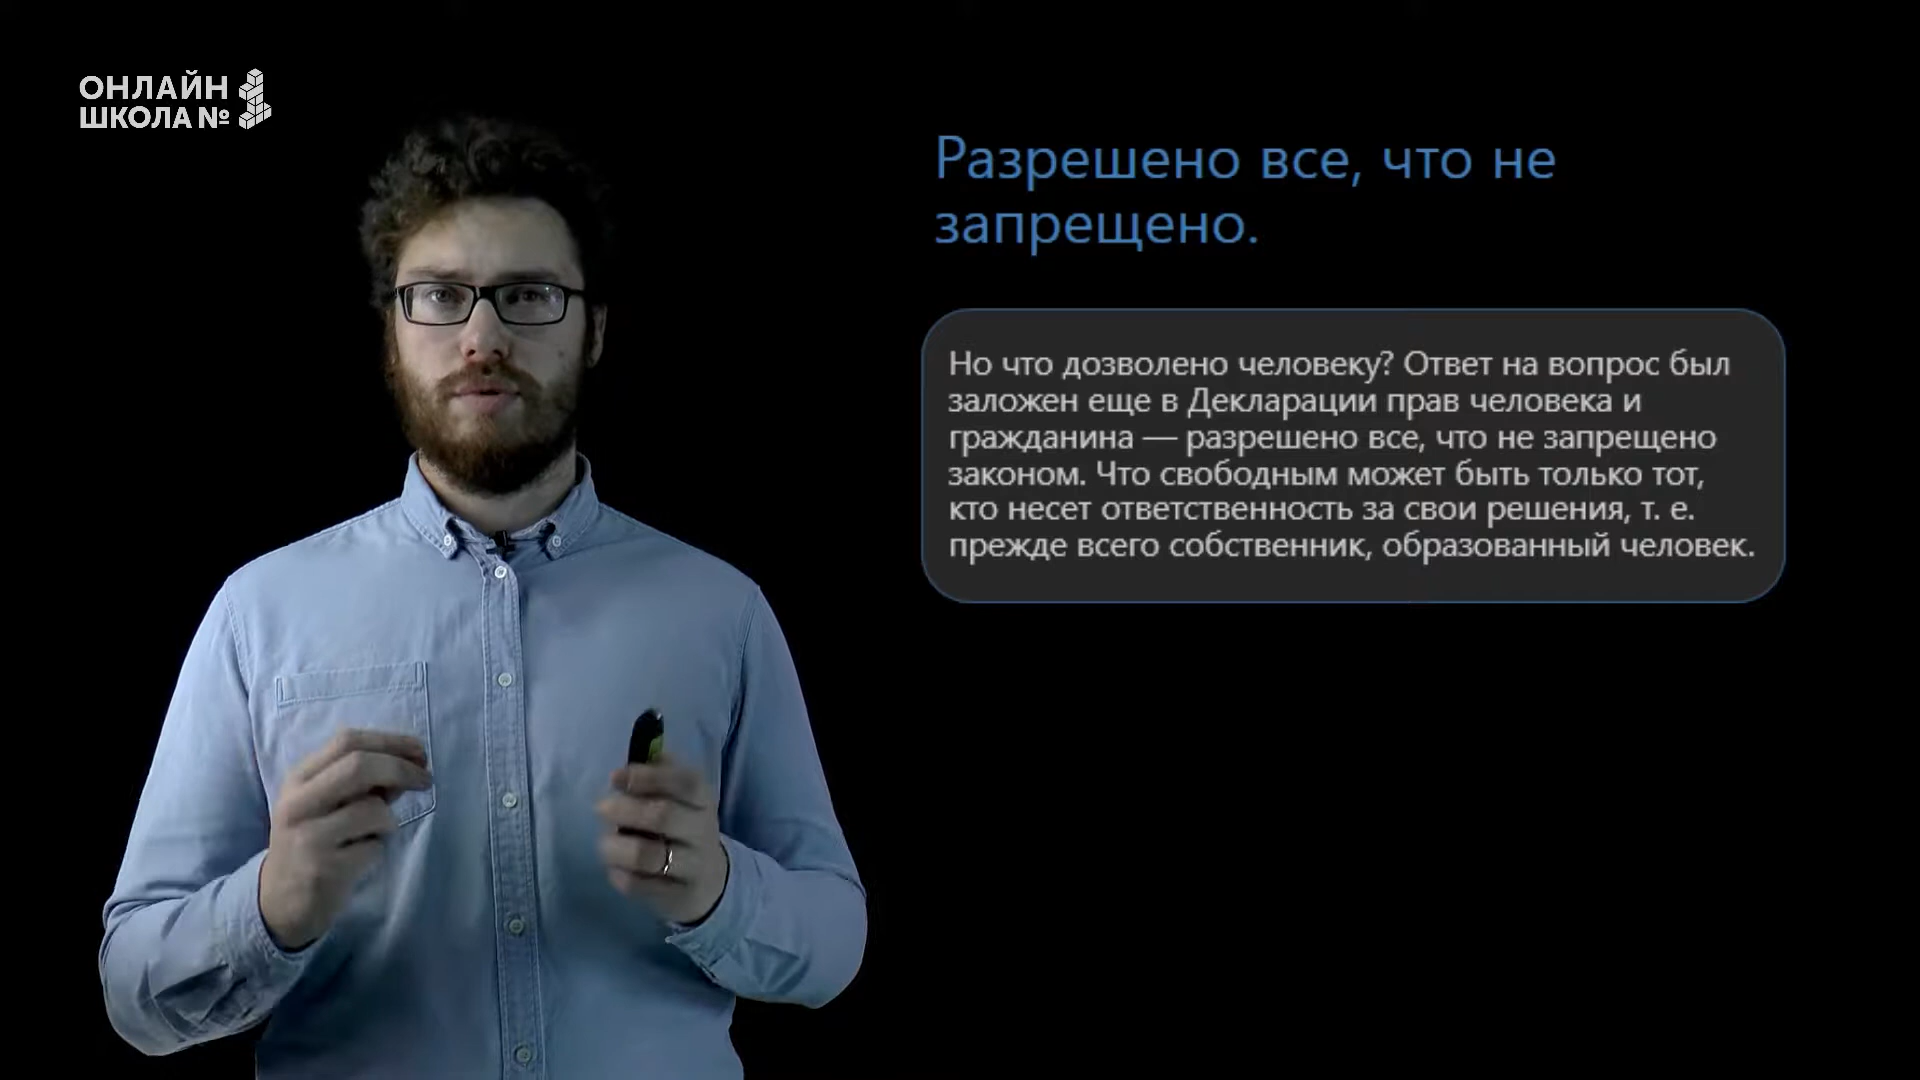 ОНЛАЙН
ШКОЛА №
Разрешено все, что не
запрещено.
Но что дозволено человеку? Ответ на вопрос был
заложен еще в Декларации прав человека и
гражданина — разрешено все, что не запрещено
законом. Что свободным может быть только тот,
кто несет ответственность за свои решения, т. е.
прежде всего собственник, образованный человек.